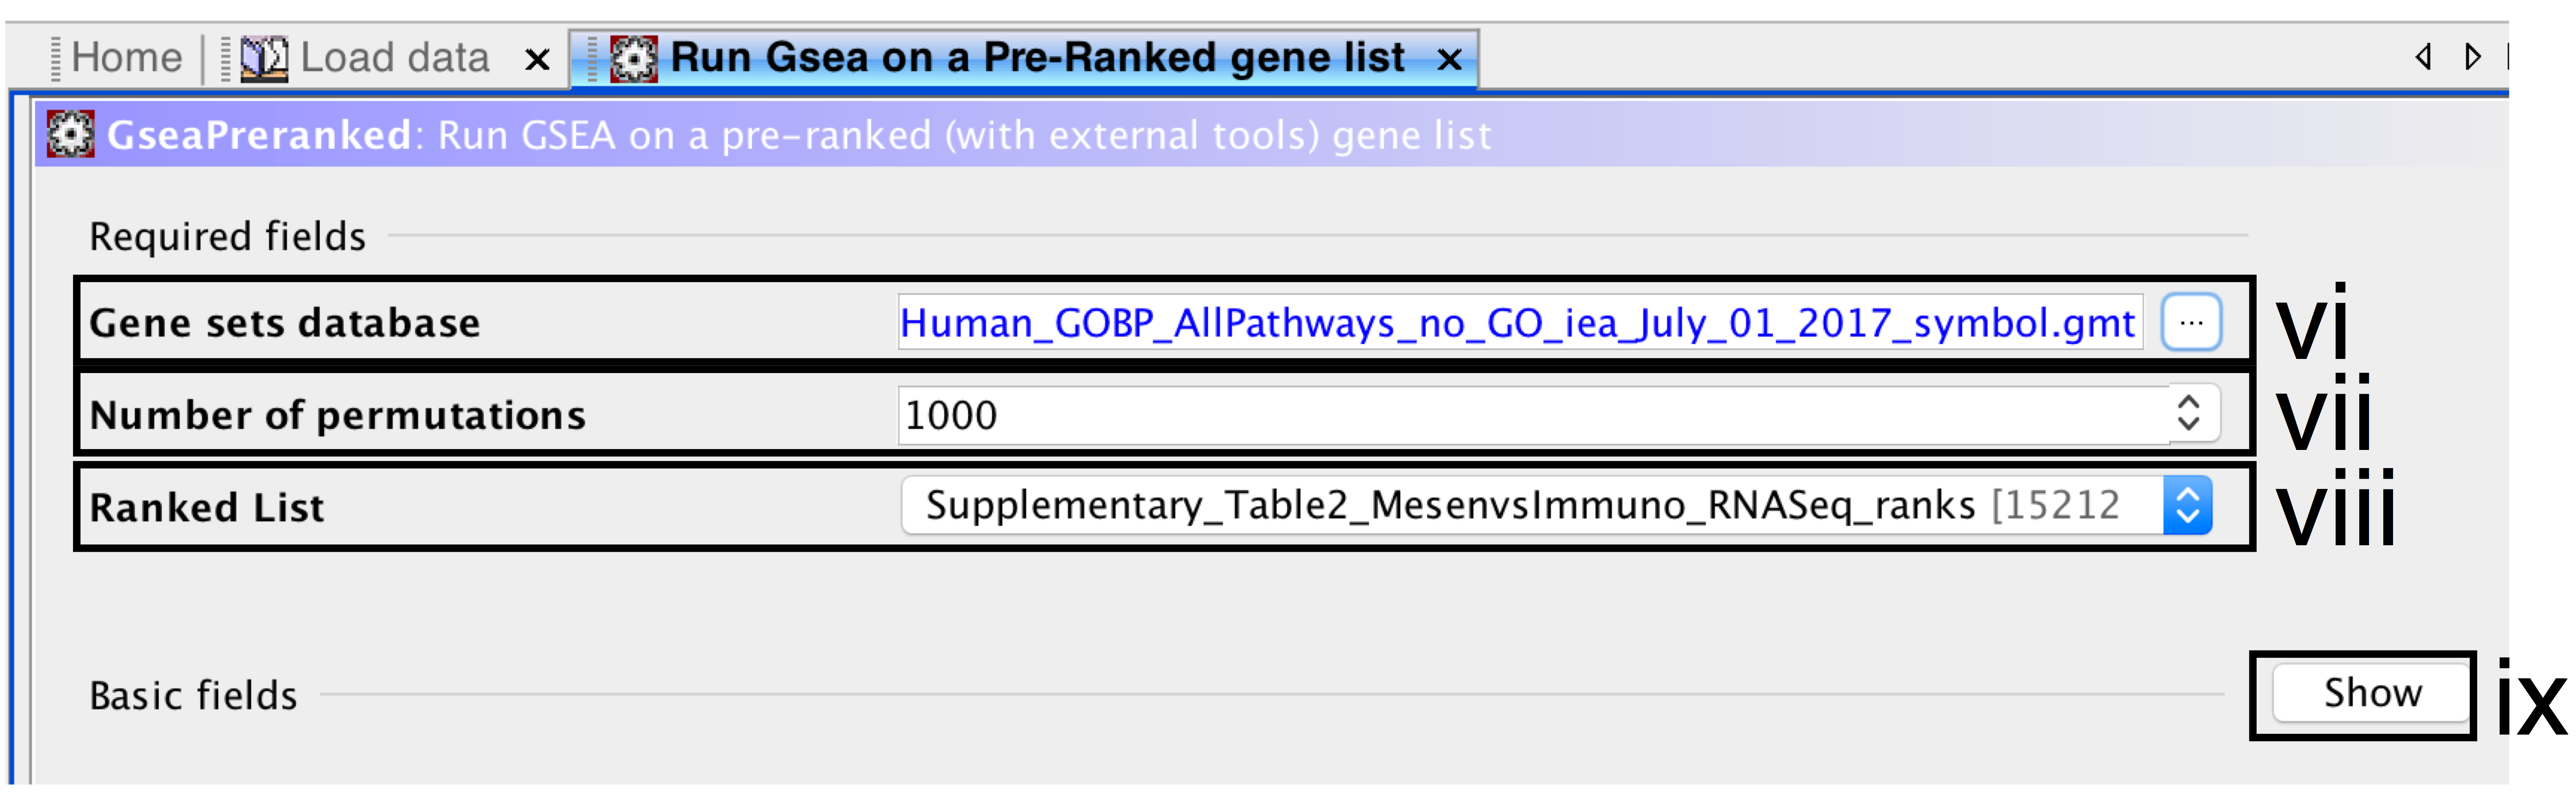 Home Load data x Run Gsea on a Pre-Ranked gene list x
GseaPreranked: Run GSEA on a pre-ranked (with external tools) gene list
Required fields
Gene sets database Human_GOBP_AllPathways_no_GO_iea_July_01_2017_symbol.gmt ... vi
Number of permutations 1000 vii
Ranked List Supplementary_Table2_MesenvsImmuno_RNASeq_ranks [15212 viii
Basic fields Show ix